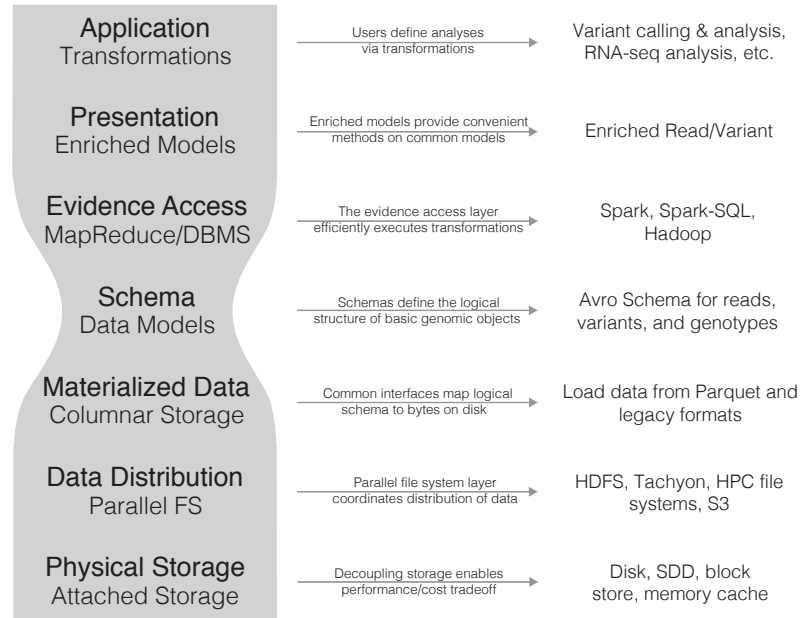 Application
Transformations
Users define analyses
via transformations
Variant calling & analysis,
RNA-seq analysis, etc.
Presentation
Enriched Models
Enriched models provide convenient
methods on common models
Enriched Read/Variant
Evidence Access
MapReduce/DBMS
The evidence access layer
efficiently executes transformations
Spark, Spark-SQL,
Hadoop
Schema
Data Models
Schemas define the logical
structure of basic genomic objects
Avro Schema for reads,
variants, and genotypes
Materialized Data
Columnar Storage
Common interfaces map logical
schema to bytes on disk
Load data from Parquet and
legacy formats
Data Distribution
Parallel FS
Parallel file system layer
coordinates distribution of data
HDFS, Tachyon, HPC file
systems, S3
Physical Storage
Attached Storage
Decoupling storage enables
performance/cost tradeoff
Disk, SDD, block
store, memory cache